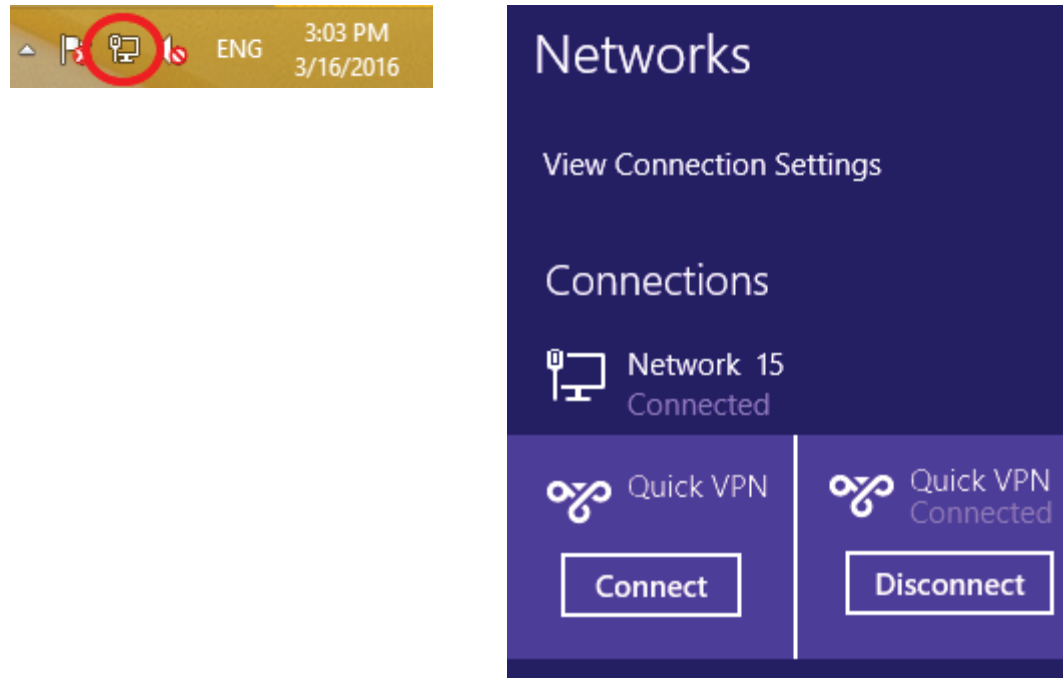 ENG
3:03 PM
3/16/2016
Networks
View Connection Settings
Connections
Network 15
Connected
Quick VPN
Connect
Quick VPN
Connected
Disconnect